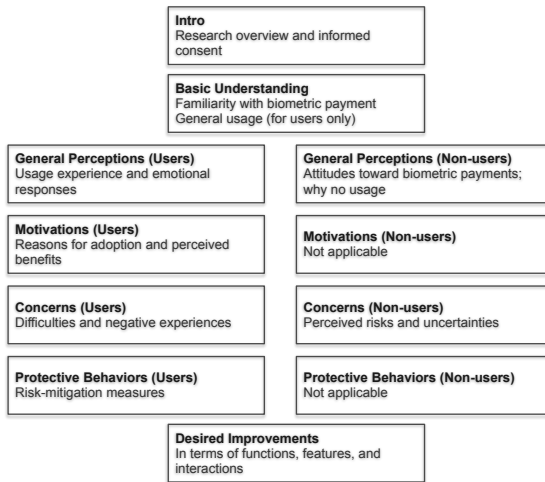 Intro
Research overview and informed
consent
Basic Understanding
Familiarity with biometric payment
General usage (for users only)
General Perceptions (Users)
Usage experience and emotional
responses
General Perceptions (Non-users)
Attitudes toward biometric payments;
why no usage
Motivations (Users)
Reasons for adoption and perceived
benefits
Motivations (Non-users)
Not applicable
Concerns (Users)
Difficulties and negative experiences
Concerns (Non-users)
Perceived risks and uncertainties
Protective Behaviors (Users)
Risk-mitigation measures
Protective Behaviors (Non-users)
Not applicable
Desired Improvements
In terms of functions, features, and
interactions